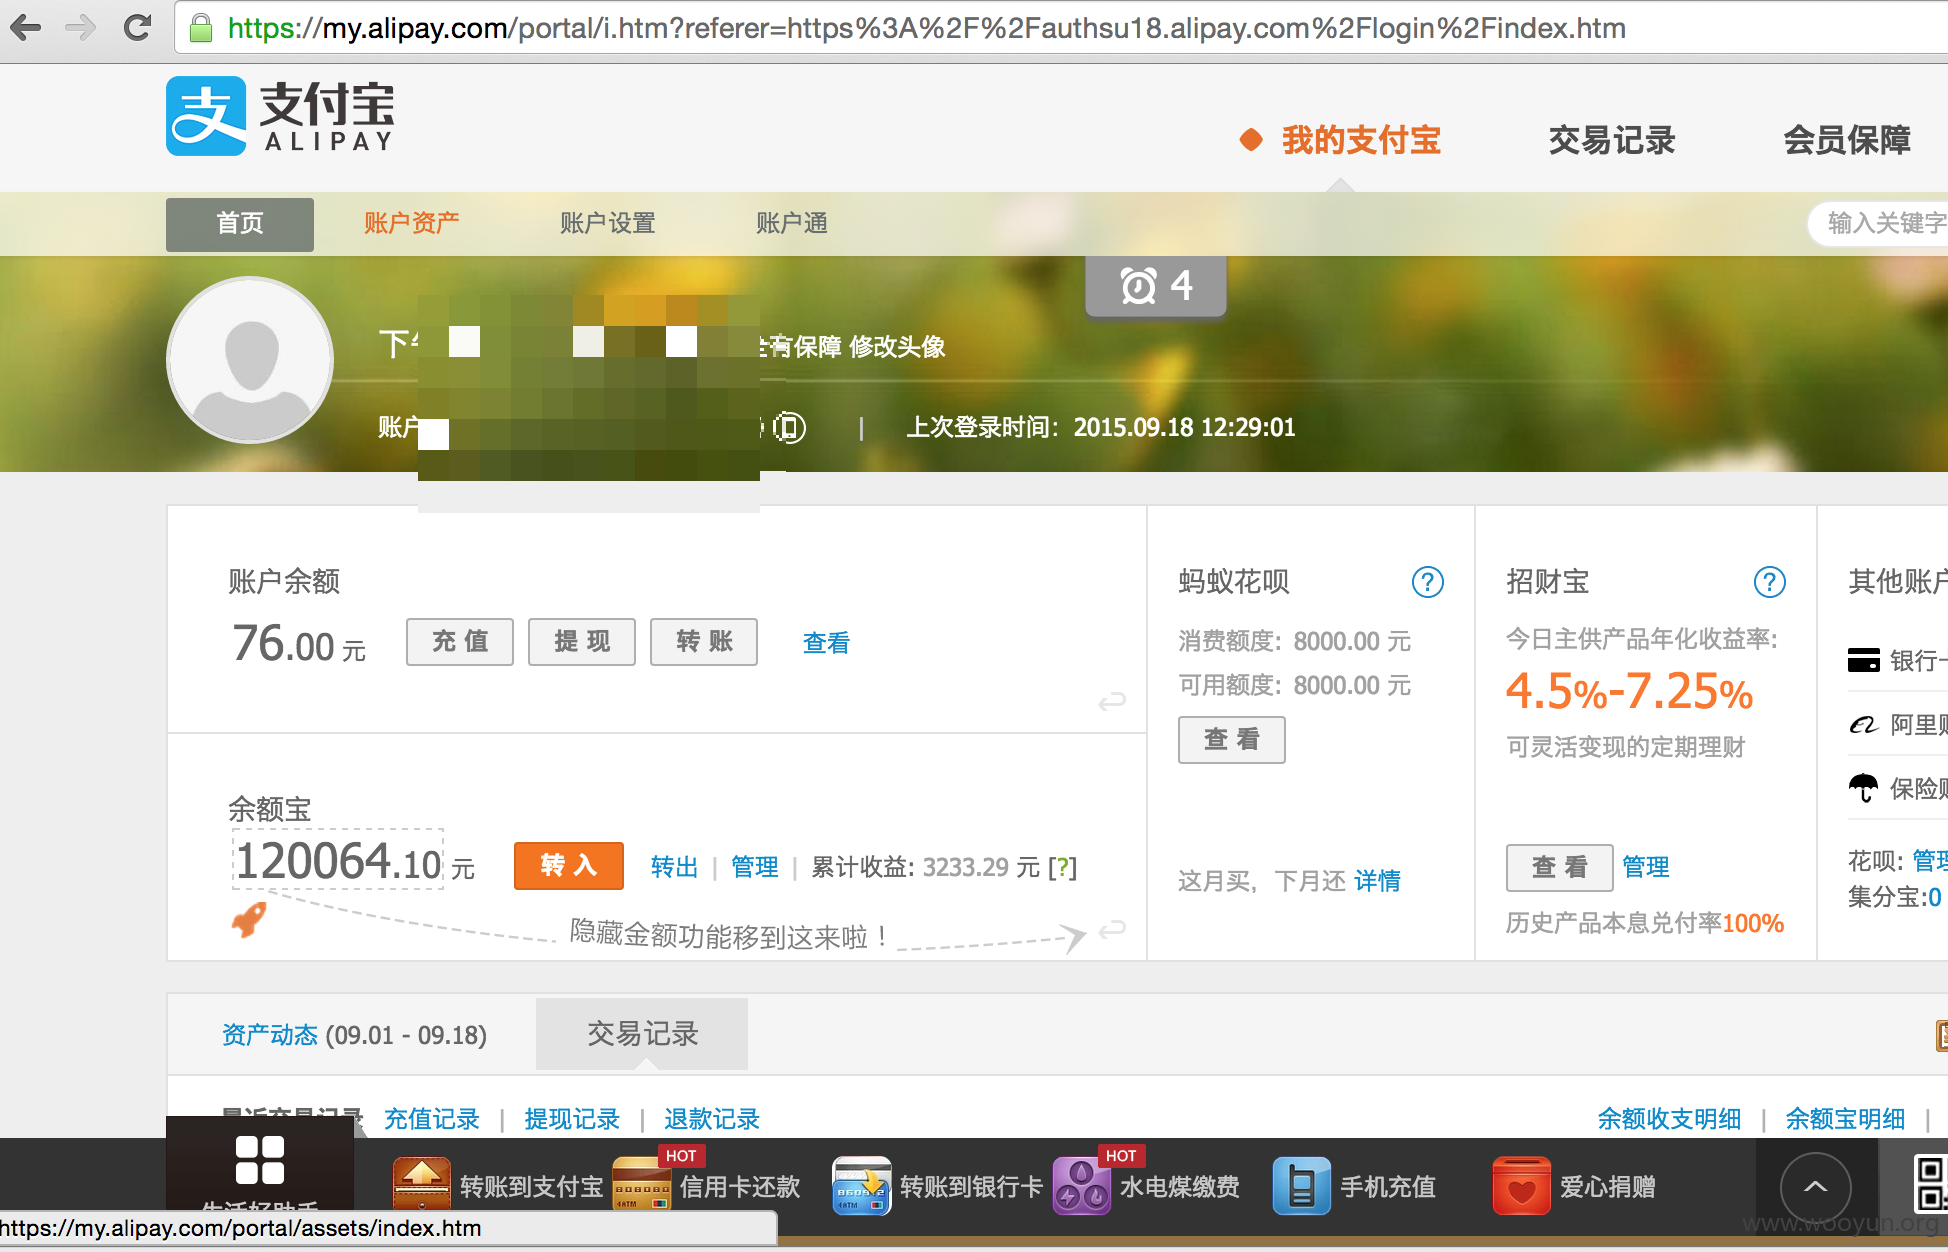 https://my.alipay.com/portal/i.htm?referer=https%3A%2F%2Fauthsu18.alipay.com%2Flogin%2Findex.htm
支付宝
ALIPAY
我的支付宝 交易记录 会员保障
首页 账户资产 账户设置 账户通 输入关键字
4
下 有保障 修改头像
账户 | 上次登录时间：2015.09.18 12:29:01
账户余额
76.00 元 充 值 提 现 转 账 查看
余额宝
120064.10 元 转 入 转出 | 管理 | 累计收益: 3233.29 元 [?]
隐藏金额功能移到这来啦！
蚂蚁花呗 ?
消费额度: 8000.00 元
可用额度: 8000.00 元
查 看
这月买，下月还 详情
招财宝 ?
今日主供产品年化收益率:
4.5%-7.25%
可灵活变现的定期理财
查 看 管理
历史产品本息兑付率100%
其他账户
银行
阿里
保险
花呗: 管理
集分宝:0
资产动态 (09.01 - 09.18) 交易记录
最近交易记录 充值记录 | 提现记录 | 退款记录 余额收支明细 | 余额宝明细 |
生活好助手
转账到支付宝
HOT
信用卡还款
转账到银行卡
HOT
水电煤缴费
手机充值
爱心捐赠
www.wooyun.org
https://my.alipay.com/portal/assets/index.htm